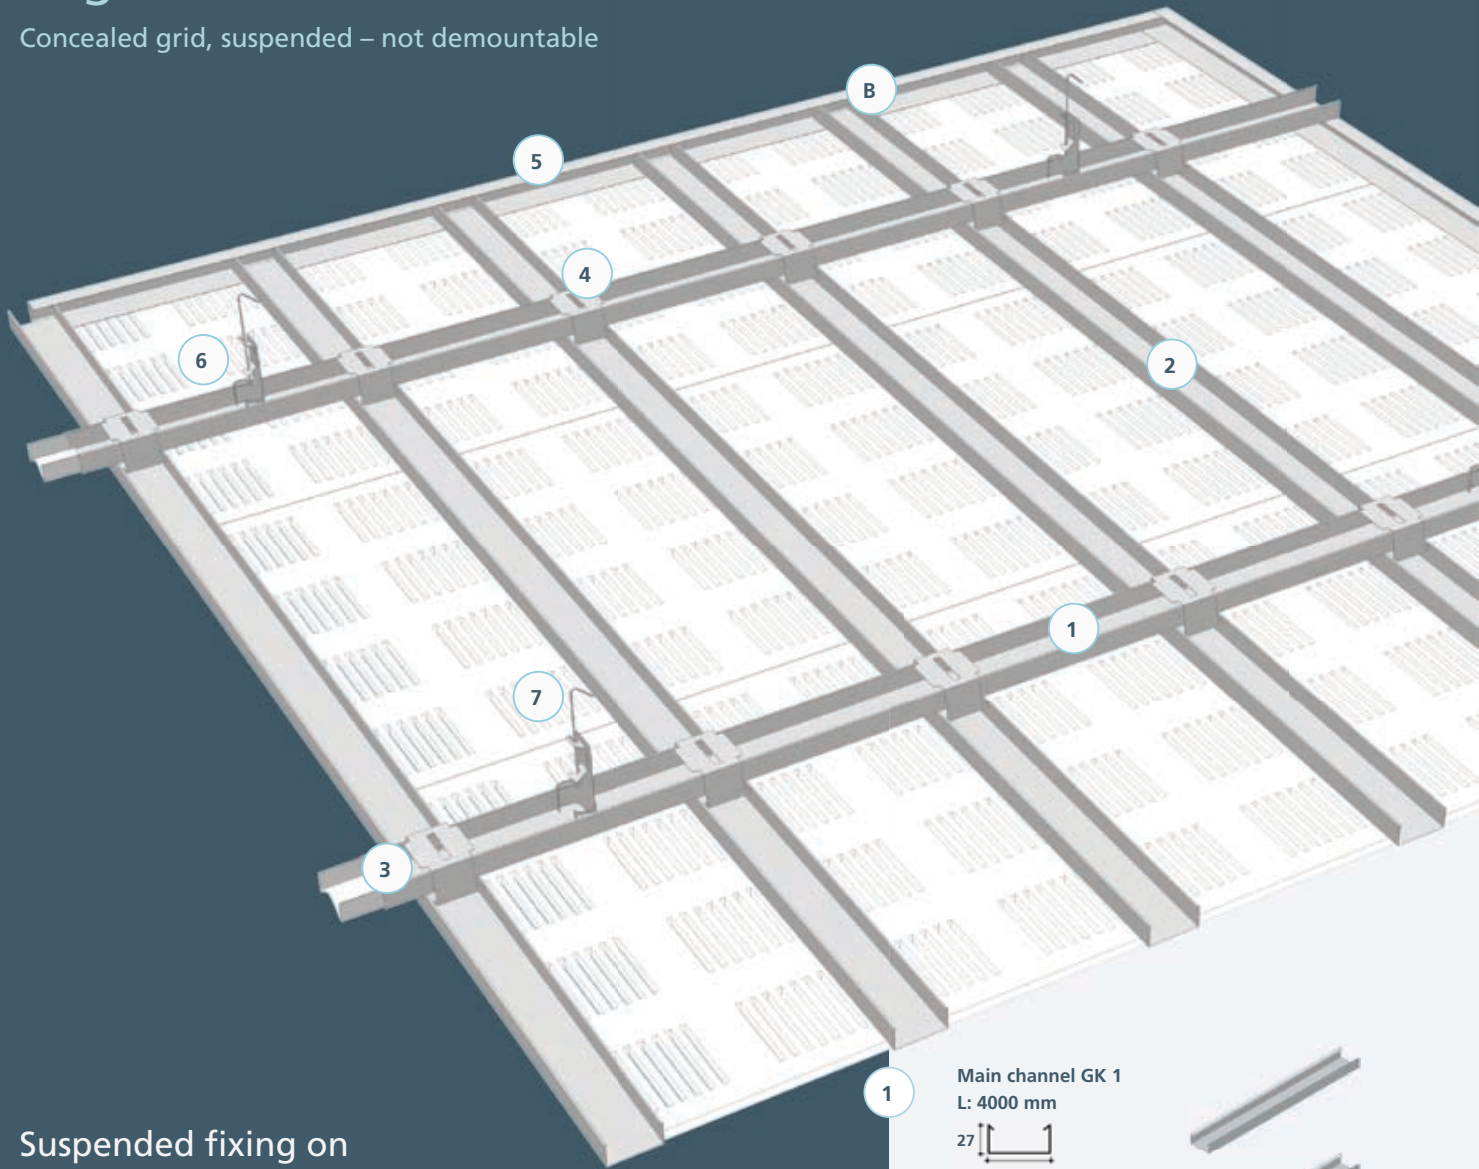 Concealed grid, suspended – not demountable
B
5
4
6
2
1
7
3
1
Main channel GK 1
L: 4000 mm
27
Suspended fixing on